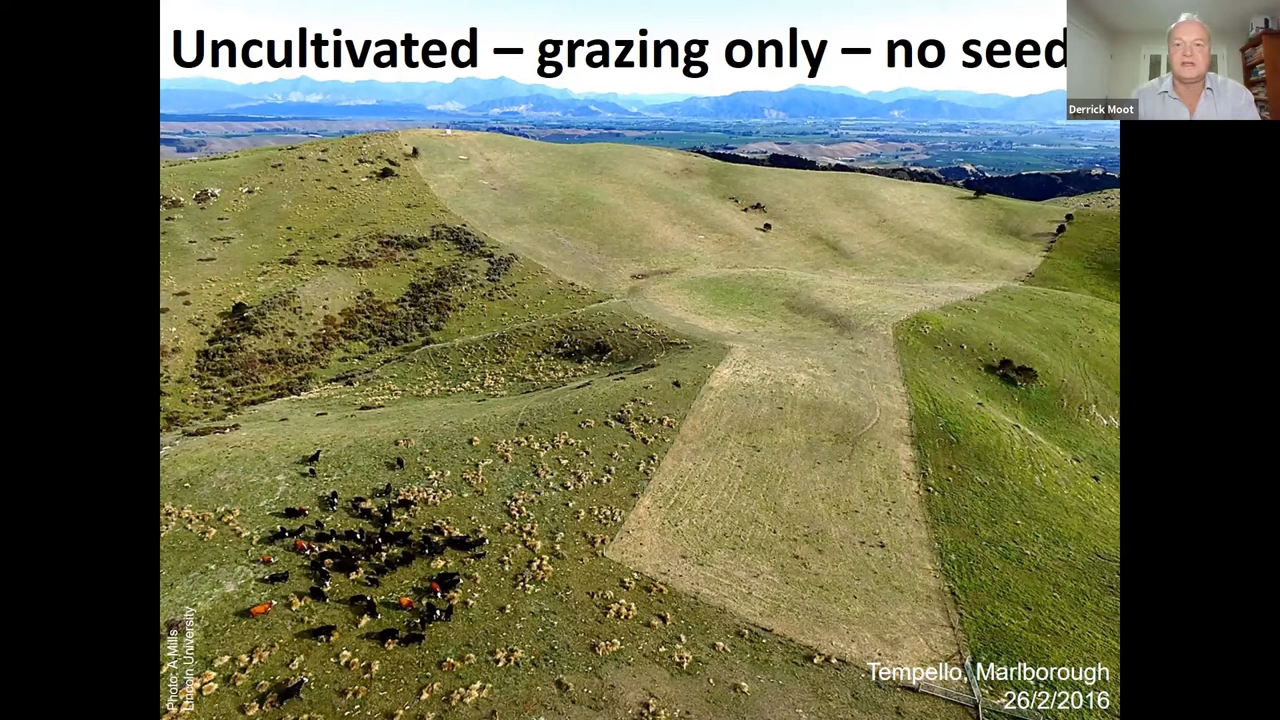 Uncultivated – grazing only – no seed
Derrick Moot
Photo: A Mills
Lincoln University
Tempello, Marlborough
26/2/2016